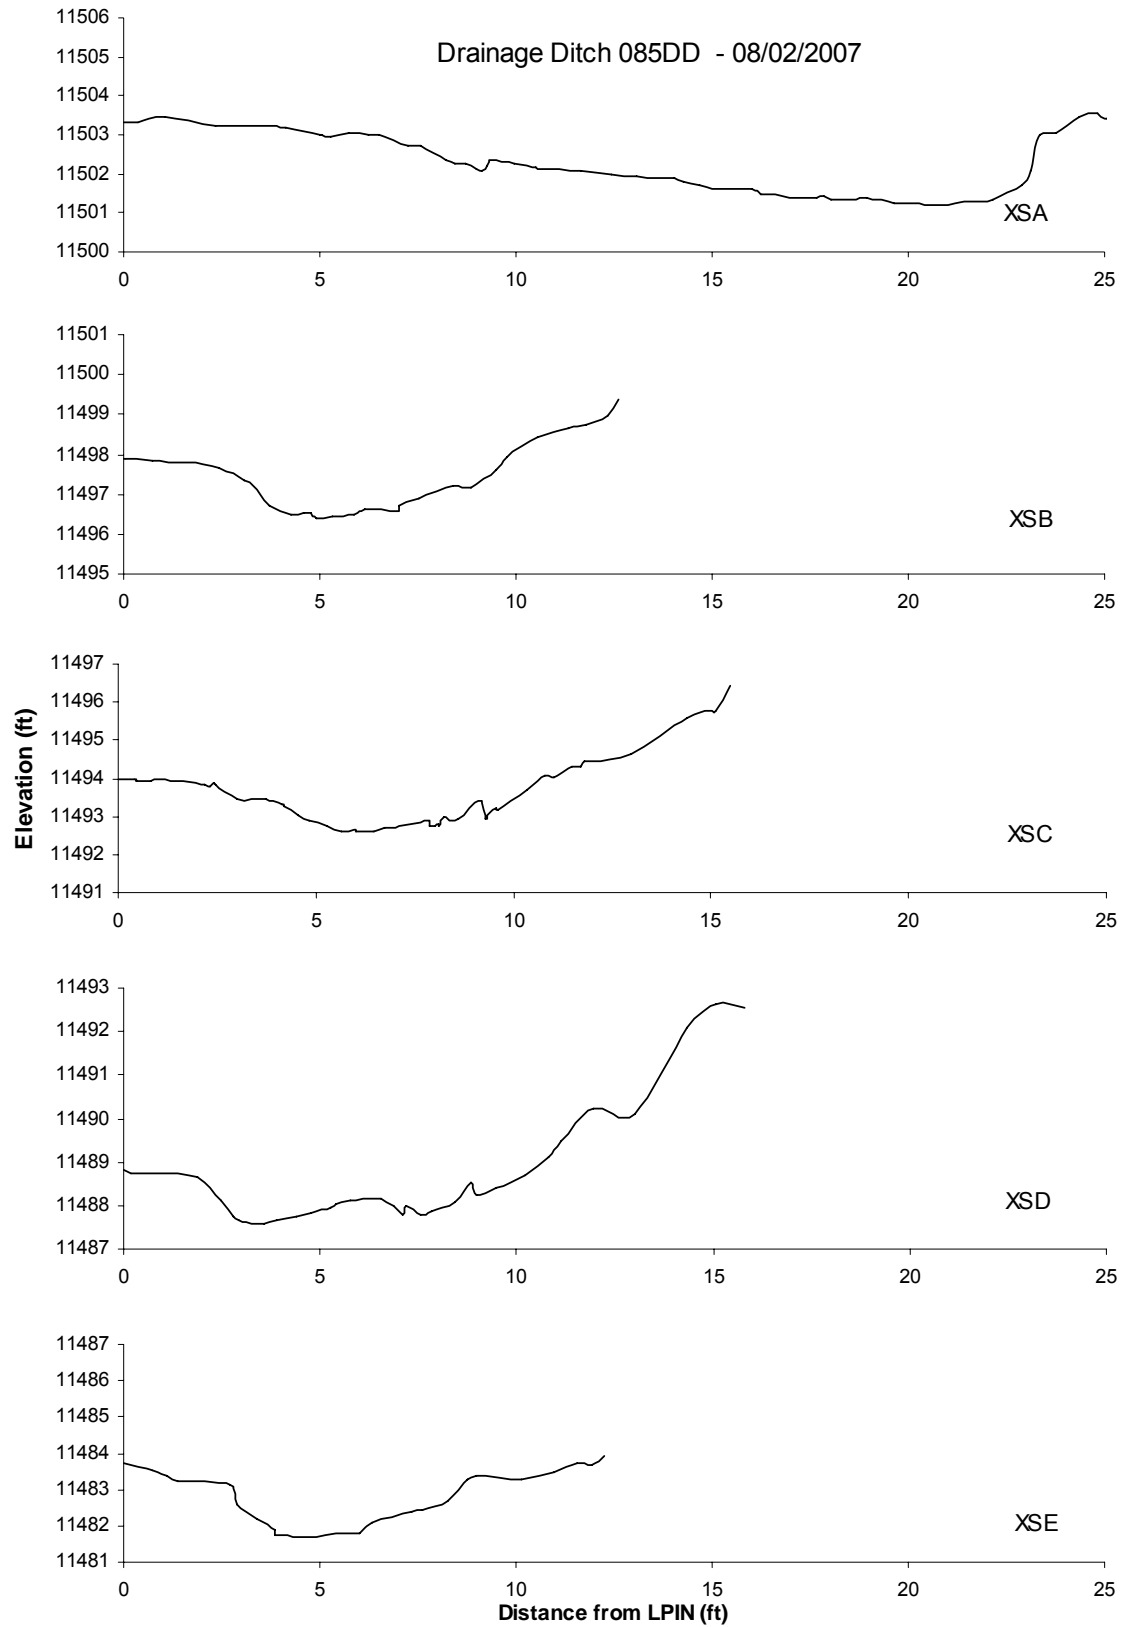 Drainage Ditch 085DD - 08/02/2007
11506
11505
11504
11503
11502
11501
11500
XSA
0 5 10 15 20 25
11501
11500
11499
11498
11497
11496
11495
XSB
0 5 10 15 20 25
Elevation (ft)
11497
11496
11495
11494
11493
11492
11491
XSC
0 5 10 15 20 25
11493
11492
11491
11490
11489
11488
11487
XSD
0 5 10 15 20 25
11487
11486
11485
11484
11483
11482
11481
XSE
0 5 10 15 20 25
Distance from LPIN (ft)